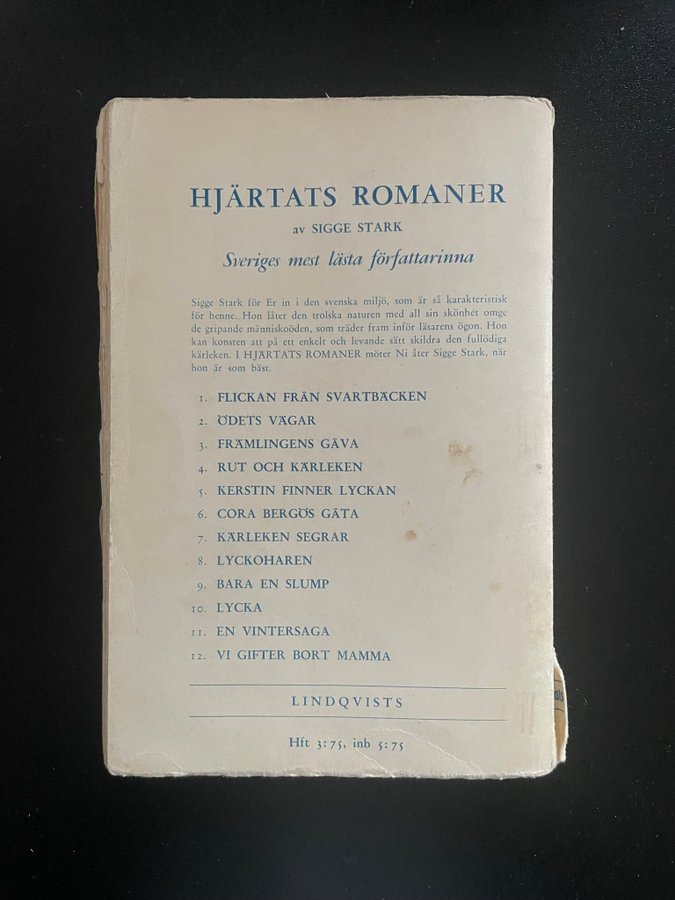 HJÄRTATS ROMANER
av SIGGE STARK
Sveriges mest lästa författarinna
Sigge Stark för Er in i den svenska miljö, som är så karakteristisk
för henne. Hon låter den trolska naturen med all sin skönhet omge
de gripande människoöden, som träder fram inför läsarens ögon. Hon
kan konsten att på ett enkelt och levande sätt skildra den fullödiga
kärleken. I HJÄRTATS ROMANER möter Ni åter Sigge Stark, när
hon är som bäst.
1. FLICKAN FRÅN SVARTBÄCKEN
2. ÖDETS VÄGAR
3. FRÄMLINGENS GÅVA
4. RUT OCH KÄRLEKEN
5. KERSTIN FINNER LYCKAN
6. CORA BERGÖS GÅTA
7. KÄRLEKEN SEGRAR
8. LYCKOHAREN
9. BARA EN SLUMP
10. LYCKA
11. EN VINTERSAGA
12. VI GIFTER BORT MAMMA
LINDQVISTS
Hft 3:75, inb 5:75